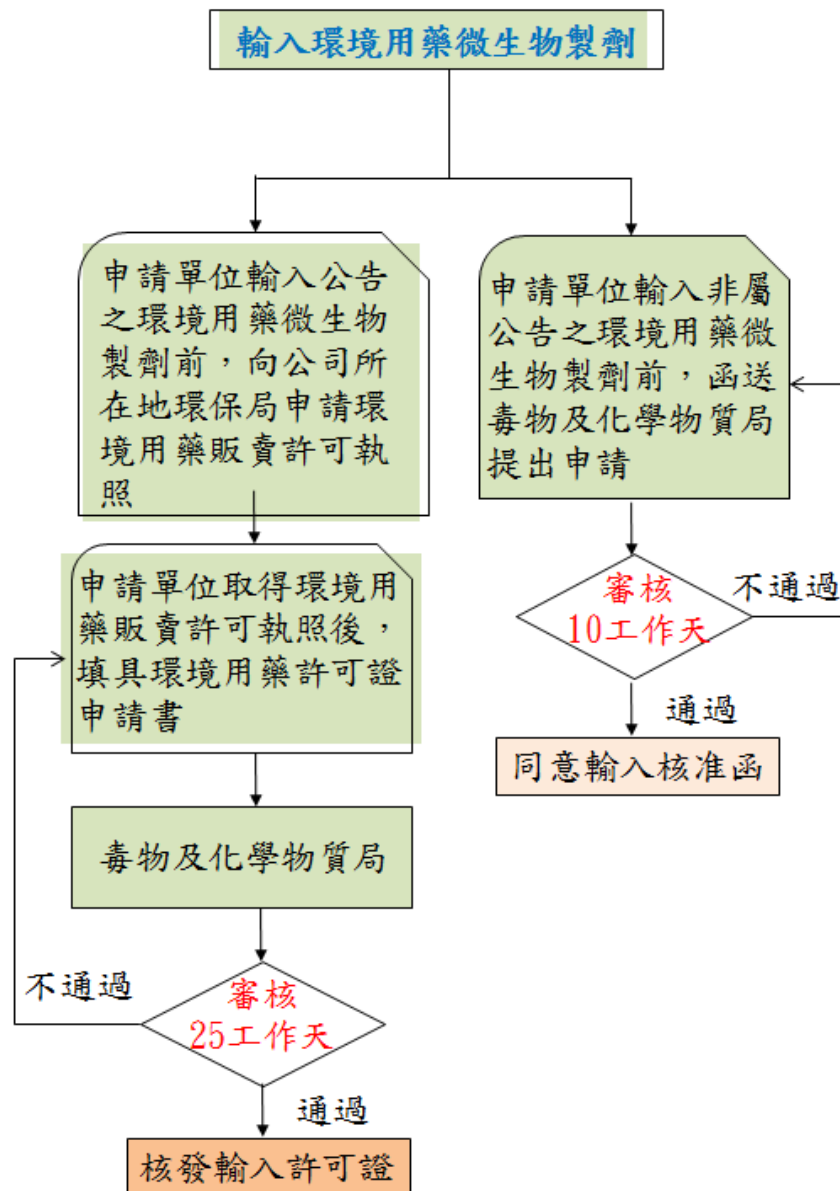 輸入環境用藥微生物製劑
申請單位輸入公告
之環境用藥微生物
製劑前，向公司所
在地環保局申請環
境用藥販賣許可執
照
申請單位取得環境用
藥販賣許可執照後，
填具環境用藥許可證
申請書
毒物及化學物質局
不通過
審核
25工作天
通過
核發輸入許可證
申請單位輸入非屬
公告之環境用藥微
生物製劑前，函送
毒物及化學物質局
提出申請
審核
10工作天
不通過
通過
同意輸入核准函